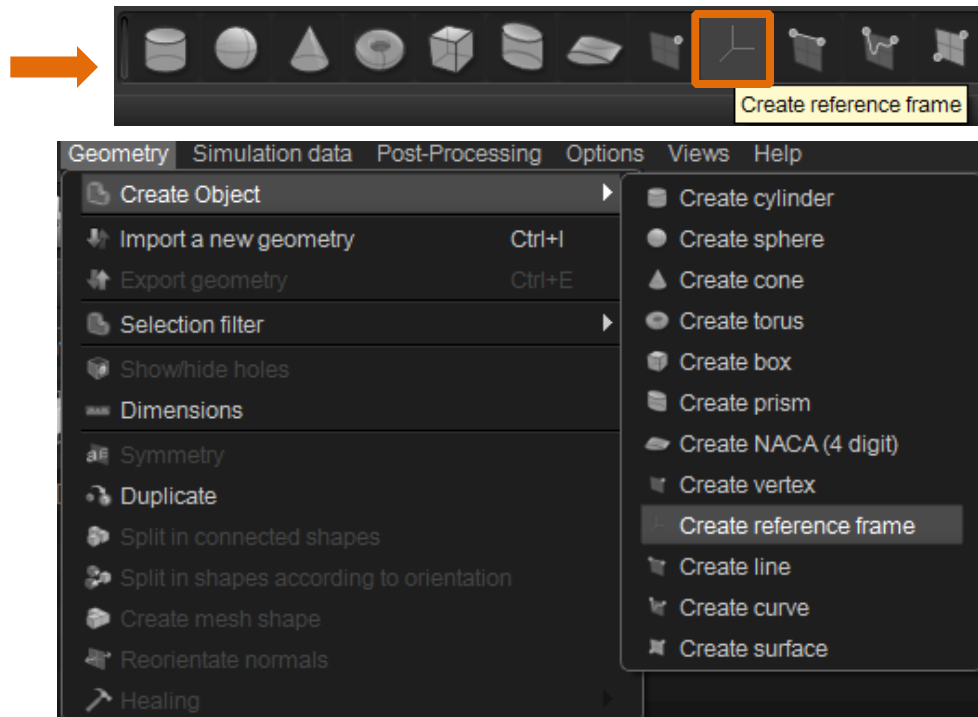 Create reference frame
Geometry Simulation data Post-Processing Options Views Help
Create Object
Import a new geometry Ctrl+I
Export geometry Ctrl+E
Selection filter
Show/hide holes
Dimensions
Symmetry
Duplicate
Split in connected shapes
Split in shapes according to orientation
Create mesh shape
Reorientate normals
Healing
Create cylinder
Create sphere
Create cone
Create torus
Create box
Create prism
Create NACA (4 digit)
Create vertex
Create reference frame
Create line
Create curve
Create surface